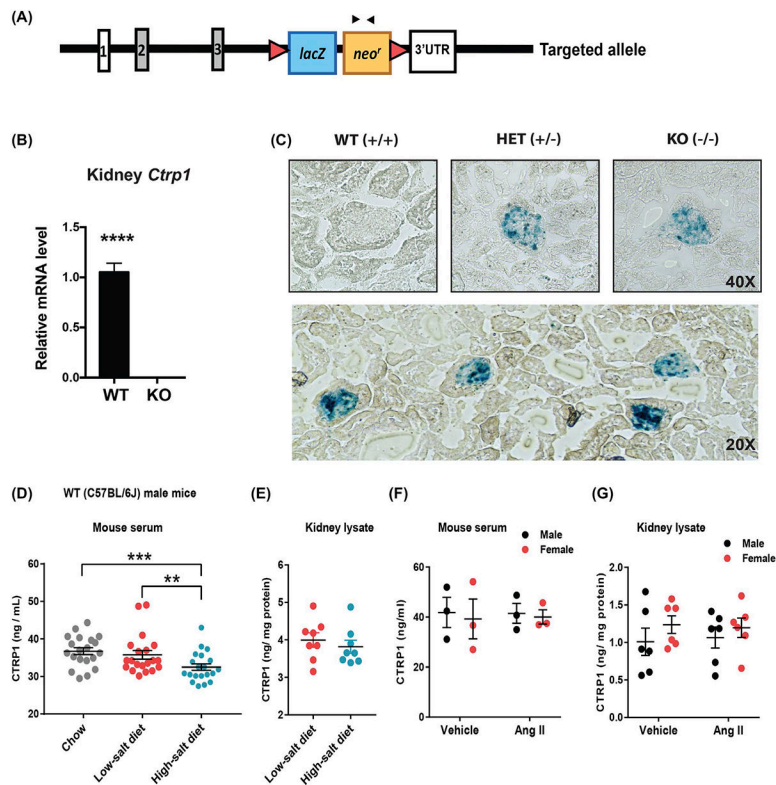 (A)
1 2 3 lacZ neoʳ 3'UTR Targeted allele
(B)
Kidney Ctrp1
Relative mRNA level
1.5
1.0
0.5
0.0
****
WT KO
(C)
WT (+/+) HET (+/-) KO (-/-)
40X
20X
(D) WT (C57BL/6J) male mice
Mouse serum
CTRP1 (ng / mL)
60
50
40
30
20
***
**
Chow Low-salt diet High-salt diet
(E)
Kidney lysate
CTRP1 (ng/ mg protein)
6
4
2
Low-salt diet High-salt diet
(F)
Mouse serum
Male
Female
CTRP1 (ng/ml)
60
40
20
0
Vehicle Ang II
(G)
Kidney lysate
Male
Female
CTRP1 (ng/ mg protein)
2.0
1.5
1.0
0.5
0.0
Vehicle Ang II